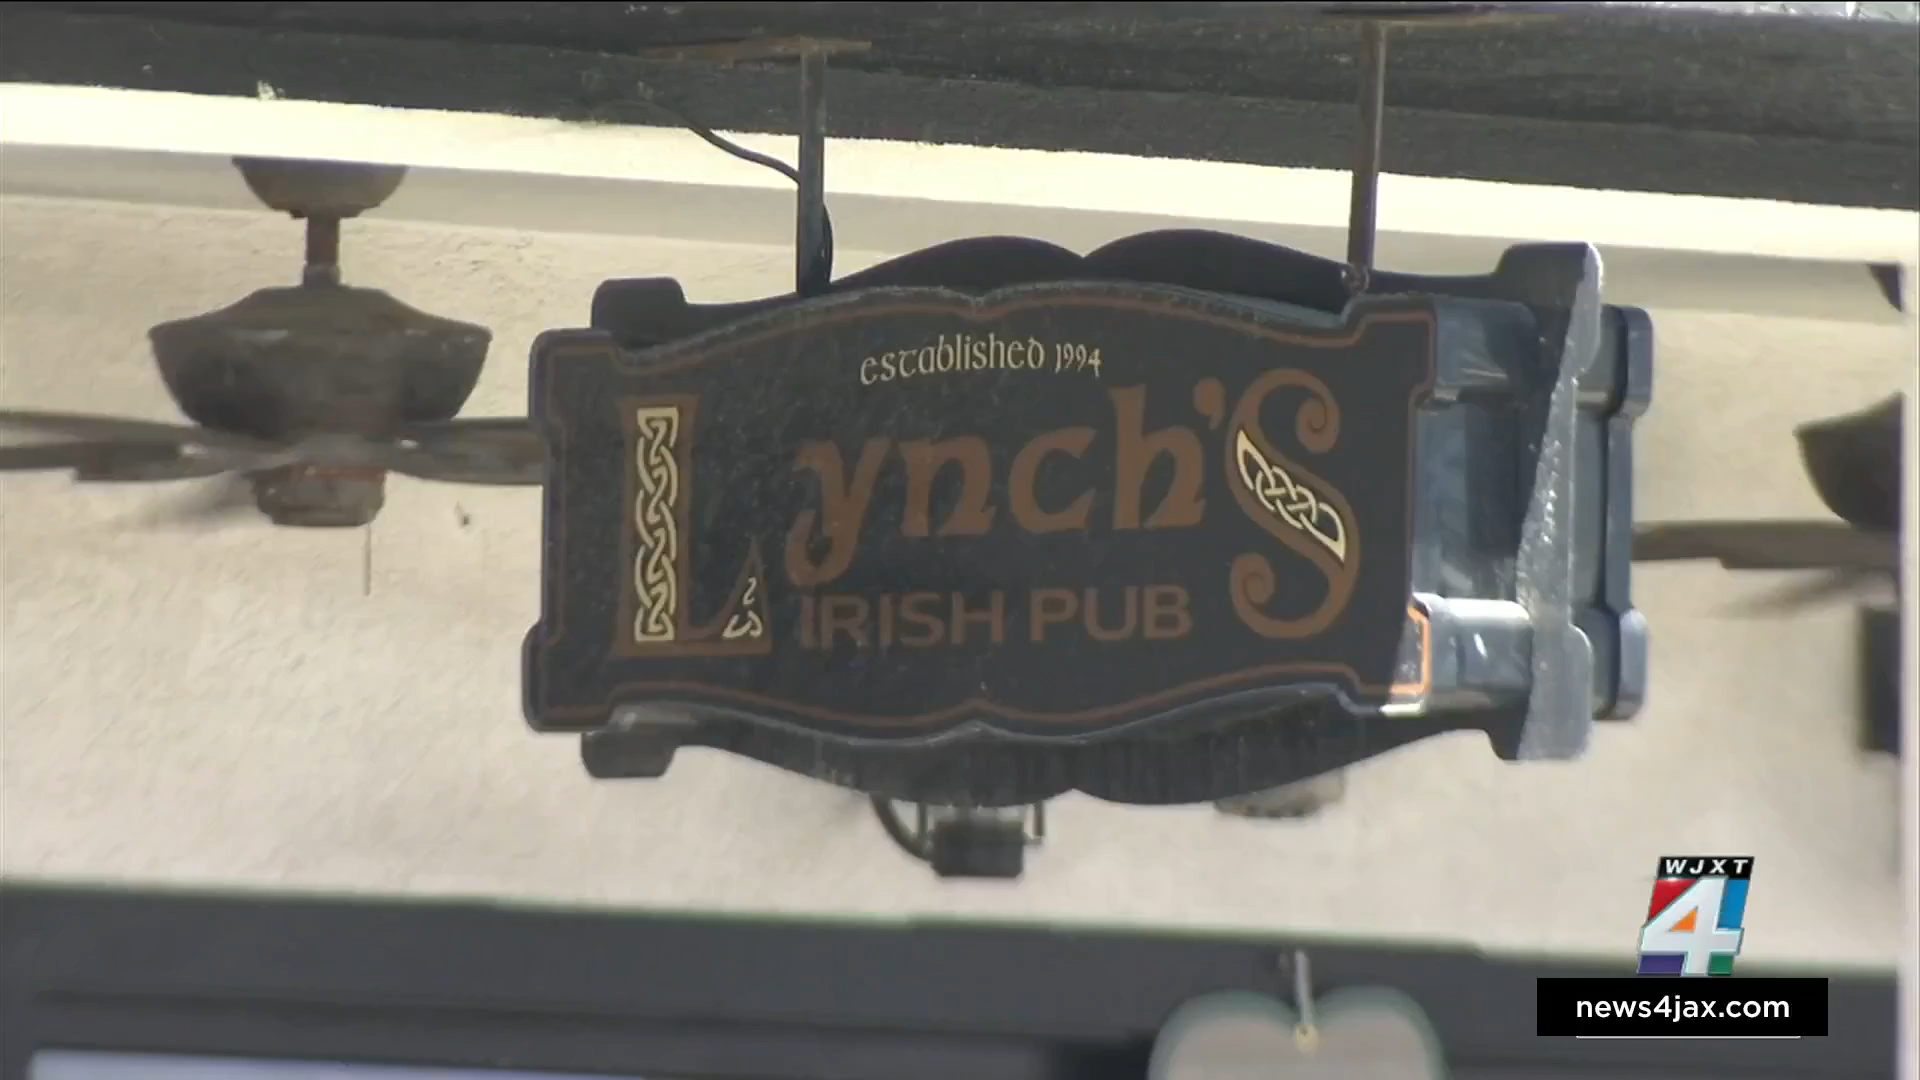 established 1994
Lynch's
IRISH PUB
WJXT
4
news4jax.com